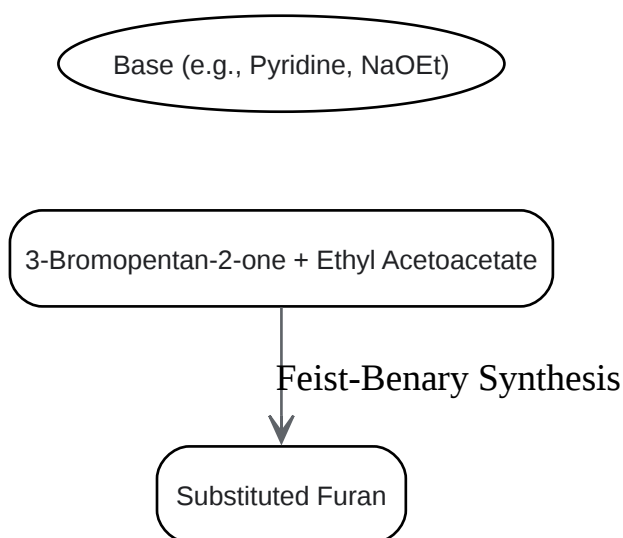 Base (e.g., Pyridine, NaOEt)
3-Bromopentan-2-one + Ethyl Acetoacetate
Feist-Benary Synthesis
Substituted Furan